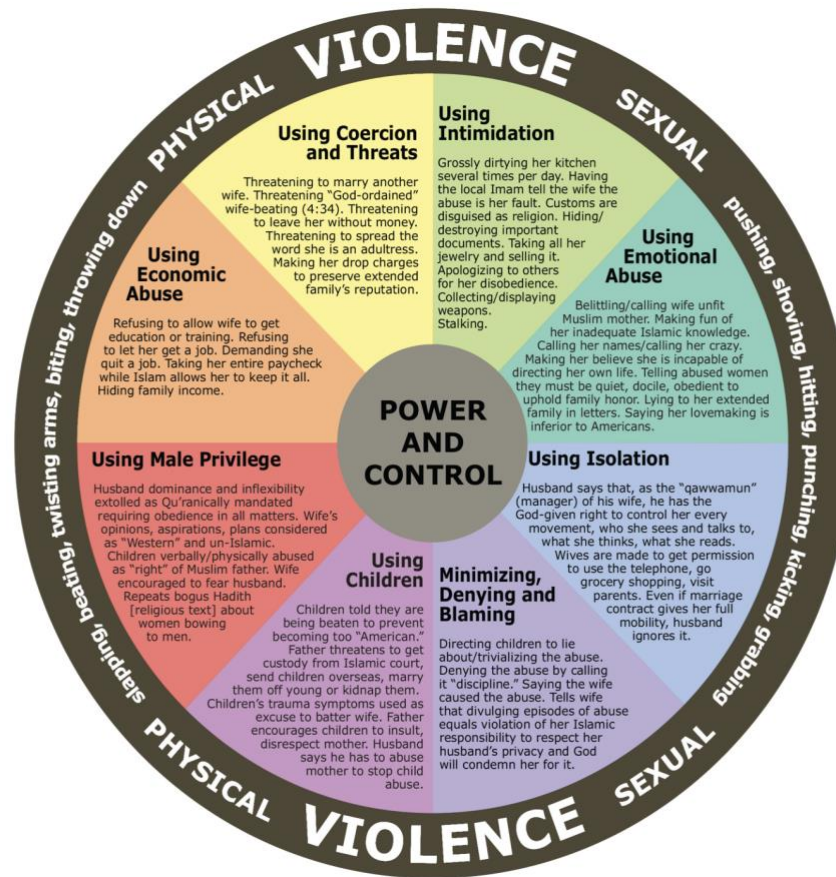 PHYSICAL VIOLENCE SEXUAL
pushing, shoving, hitting, punching, kicking, grabbing
slapping, beating, twisting arms, biting, throwing down
Using Coercion
and Threats
Threatening to marry another
wife. Threatening “God-ordained”
wife-beating (4:34). Threatening
to leave her without money.
Threatening to spread the
word she is an adultress.
Making her drop charges
to preserve extended
family’s reputation.
Using
Intimidation
Grossly dirtying her kitchen
several times per day. Having
the local Imam tell the wife the
abuse is her fault. Customs are
disguised as religion. Hiding/
destroying important
documents. Taking all her
jewelry and selling it.
Apologizing to others
for her disobedience.
Collecting/displaying
weapons.
Stalking.
Using
Emotional
Abuse
Belittling/calling wife unfit
Muslim mother. Making fun of
her inadequate Islamic knowledge.
Calling her names/calling her crazy.
Making her believe she is incapable of
directing her own life. Telling abused women
they must be quiet, docile, obedient to
uphold family honor. Lying to her extended
family in letters. Saying her lovemaking is
inferior to Americans.
Using Isolation
Husband says that, as the “qawwamun”
(manager) of his wife, he has the
God-given right to control her every
movement, who she sees and talks to,
what she thinks, what she reads.
Wives are made to get permission
to use the telephone, go
grocery shopping, visit
parents. Even if marriage
contract gives her full
mobility, husband
ignores it.
Minimizing,
Denying and
Blaming
Directing children to lie
about/trivializing the abuse.
Denying the abuse by calling
it “discipline.” Saying the wife
caused the abuse. Tells wife
that divulging episodes of abuse
equals violation of her Islamic
responsibility to respect her
husband’s privacy and God
will condemn her for it.
Using
Children
Children told they are
being beaten to prevent
becoming too “American.”
Father threatens to get
custody from Islamic court,
send children overseas, marry
them off young or kidnap them.
Children’s trauma symptoms used as
excuse to batter wife. Father
encourages children to insult,
disrespect mother. Husband
says he has to abuse
mother to stop child
abuse.
Using Male Privilege
Husband dominance and inflexibility
extolled as Qu’ranically mandated
requiring obedience in all matters. Wife’s
opinions, aspirations, plans considered
as “Western” and un-Islamic.
Children verbally/physically abused
as “right” of Muslim father. Wife
encouraged to fear husband.
Repeats bogus Hadith
[religious text] about
women bowing
to men.
Using
Economic
Abuse
Refusing to allow wife to get
education or training. Refusing
to let her get a job. Demanding she
quit a job. Taking her entire paycheck
while Islam allows her to keep it all.
Hiding family income.
POWER
AND
CONTROL
PHYSICAL VIOLENCE SEXUAL